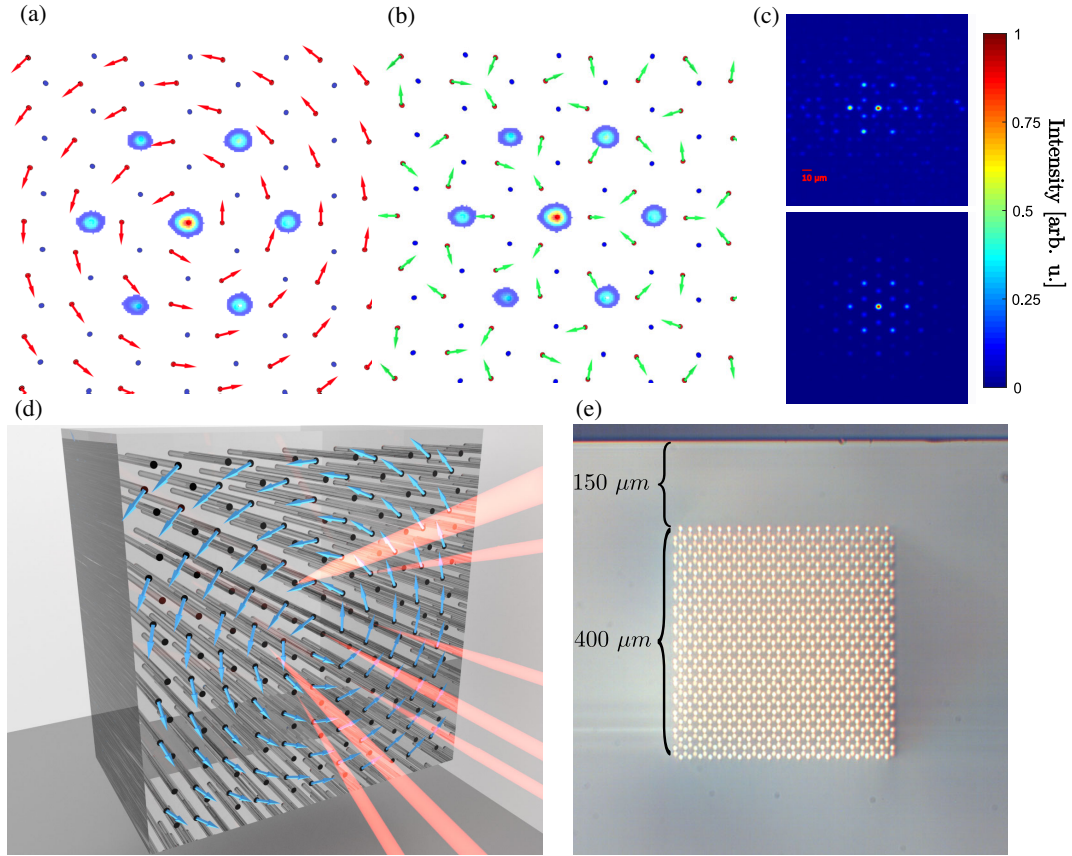 (a)
(b)
(c)
10 μm
1
0.75
0.5
0.25
0
Intensity [arb. u.]
(d)
(e)
150 μm
400 μm